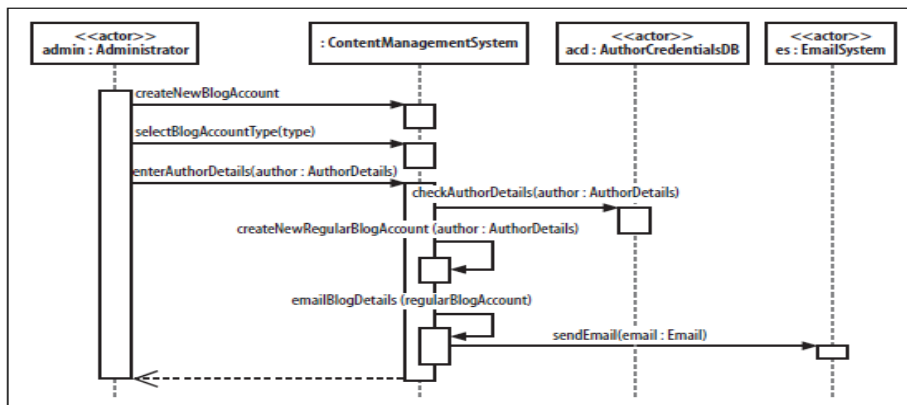 <<actor>>
admin : Administrator
: ContentManagementSystem
<<actor>>
acd : AuthorCredentialsDB
<<actor>>
es : EmailSystem
createNewBlogAccount
selectBlogAccountType(type)
enterAuthorDetails(author : AuthorDetails)
checkAuthorDetails(author : AuthorDetails)
createNewRegularBlogAccount (author : AuthorDetails)
emailBlogDetails (regularBlogAccount)
sendEmail(email : Email)